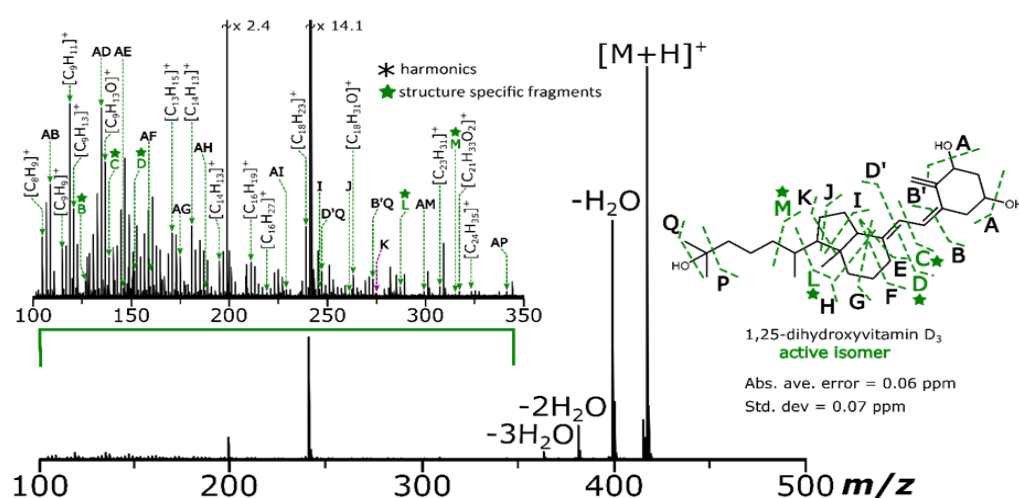 ~x 2.4
~x 14.1
[M+H]+
* harmonics
★ structure specific fragments
[C8H9]+
AB
[C9H9]+
[C9H11]+
[C9H13]+
★
B
AD
AE
[C9H13O]+
★
C
★
D
AF
[C13H15]+
AG
[C14H13]+
AH
[C14H13]+
[C16H19]+
[C16H27]+
AI
[C18H23]+
I
D'Q
J
[C18H31O]+
B'Q
K
★
L
AM
[C23H31]+
★
M
[C21H33O2]+
[C24H35]+
AP
100 150 200 250 300 350
-H2O
-2H2O
-3H2O
HO
A
D'
B'
OH
A
★
M
K
J
I
Q
HO
P
★
L
H
G
F
E
C ★
D
★
B
1,25-dihydroxyvitamin D3
active isomer
Abs. ave. error = 0.06 ppm
Std. dev = 0.07 ppm
100 200 300 400 500 m/z